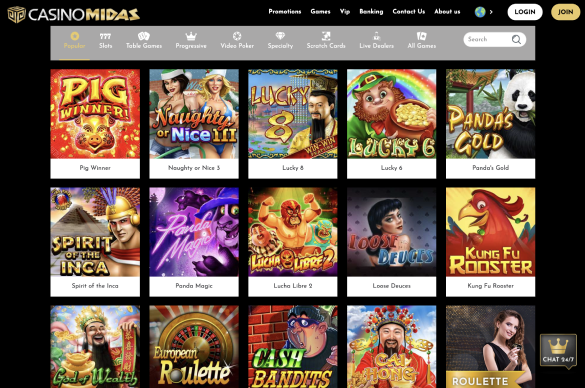 CASINO MIDAS
Promotions Games Vip Banking Contact Us About us LOGIN JOIN
Popular Slots Table Games Progressive Video Poker Specialty Scratch Cards Live Dealers All Games Search
PIG WINNER!
Naughty or Nice III
LUCKY 8
WIN-WIN
LUCKY 6
PANDA'S GOLD
Pig Winner Naughty or Nice 3 Lucky 8 Lucky 6 Panda's Gold
SPIRIT OF THE INCA
Panda Magic
LUCHA LIBRE 2
LOOSE DEUCES
KUNG FU ROOSTER
Spirit of the Inca Panda Magic Lucha Libre 2 Loose Deuces Kung Fu Rooster
God of Wealth
European Roulette
CASH BANDITS
CAI HONG
ROULETTE
CHAT 24/7